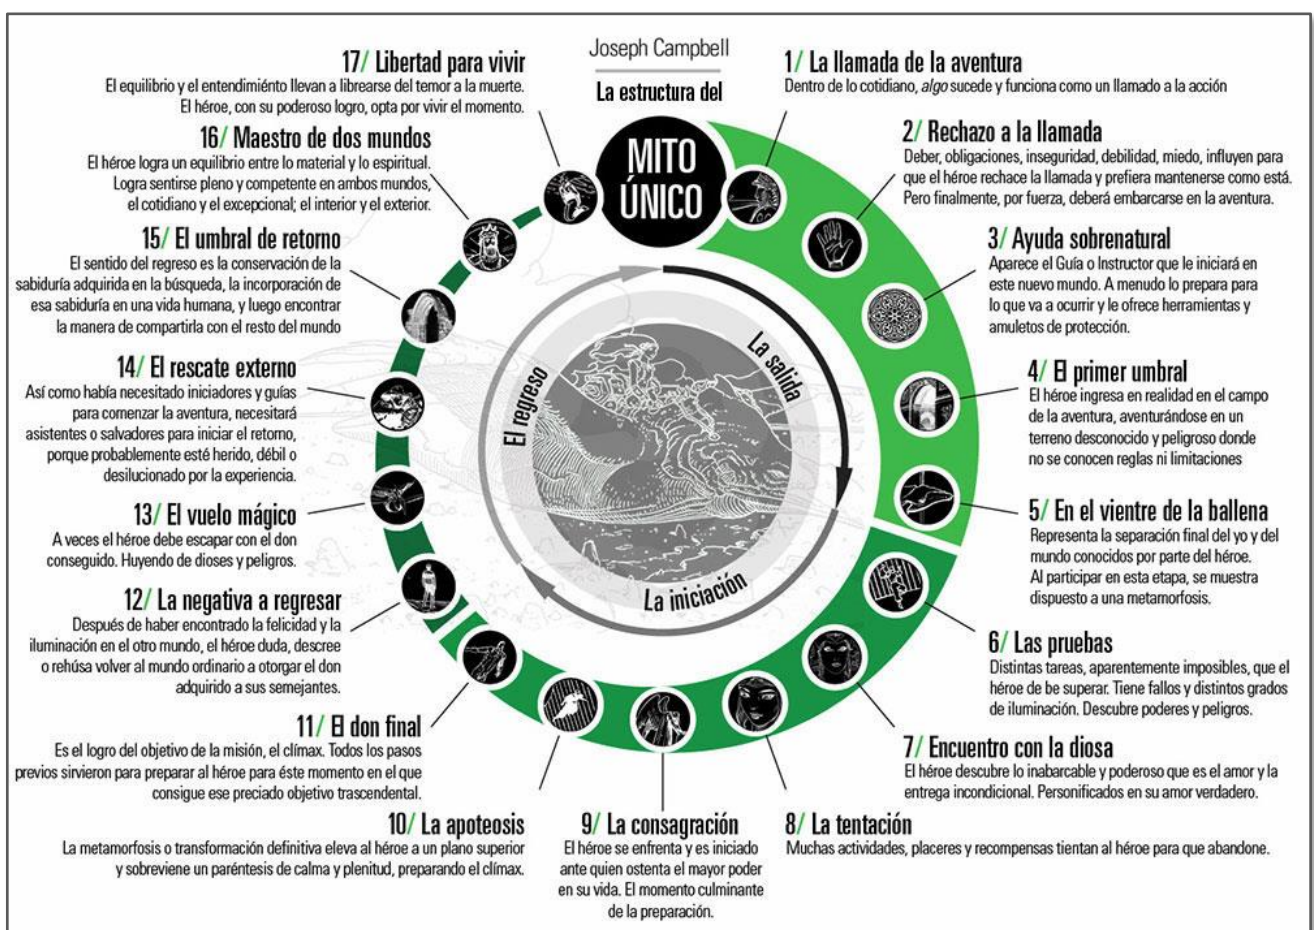 Joseph Campbell
La estructura del
MITO
ÚNICO
1/ La llamada de la aventura
Dentro de lo cotidiano, algo sucede y funciona como un llamado a la acción
2/ Rechazo a la llamada
Deber, obligaciones, inseguridad, debilidad, miedo, influyen para
que el héroe rechace la llamada y prefiera mantenerse como está.
Pero finalmente, por fuerza, deberá embarcarse en la aventura.
3/ Ayuda sobrenatural
Aparece el Guía o Instructor que le iniciará en
este nuevo mundo. A menudo lo prepara para
lo que va a ocurrir y le ofrece herramientas y
amuletos de protección.
4/ El primer umbral
El héroe ingresa en realidad en el campo
de la aventura, aventurándose en un
terreno desconocido y peligroso donde
no se conocen reglas ni limitaciones
5/ En el vientre de la ballena
Representa la separación final del yo y del
mundo conocidos por parte del héroe.
Al participar en esta etapa, se muestra
dispuesto a una metamorfosis.
6/ Las pruebas
Distintas tareas, aparentemente imposibles, que el
héroe de be superar. Tiene fallos y distintos grados
de iluminación. Descubre poderes y peligros.
7/ Encuentro con la diosa
El héroe descubre lo inabarcable y poderoso que es el amor y la
entrega incondicional. Personificados en su amor verdadero.
8/ La tentación
Muchas actividades, placeres y recompensas tientan al héroe para que abandone.
9/ La consagración
El héroe se enfrenta y es iniciado
ante quien ostenta el mayor poder
en su vida. El momento culminante
de la preparación.
10/ La apoteosis
La metamorfosis o transformación definitiva eleva al héroe a un plano superior
y sobreviene un paréntesis de calma y plenitud, preparando el clímax.
11/ El don final
Es el logro del objetivo de la misión, el clímax. Todos los pasos
previos sirvieron para preparar al héroe para éste momento en el que
consigue ese preciado objetivo trascendental.
12/ La negativa a regresar
Después de haber encontrado la felicidad y la
iluminación en el otro mundo, el héroe duda, descree
o rehúsa volver al mundo ordinario a otorgar el don
adquirido a sus semejantes.
13/ El vuelo mágico
A veces el héroe debe escapar con el don
conseguido. Huyendo de dioses y peligros.
14/ El rescate externo
Así como había necesitado iniciadores y guías
para comenzar la aventura, necesitará
asistentes o salvadores para iniciar el retorno,
porque probablemente esté herido, débil o
desilucionado por la experiencia.
15/ El umbral de retorno
El sentido del regreso es la conservación de la
sabiduría adquirida en la búsqueda, la incorporación de
esa sabiduría en una vida humana, y luego encontrar
la manera de compartirla con el resto del mundo
16/ Maestro de dos mundos
El héroe logra un equilibrio entre lo material y lo espiritual.
Logra sentirse pleno y competente en ambos mundos,
el cotidiano y el excepcional; el interior y el exterior.
17/ Libertad para vivir
El equilibrio y el entendimiénto llevan a librearse del temor a la muerte.
El héroe, con su poderoso logro, opta por vivir el momento.
La salida
La iniciación
El regreso